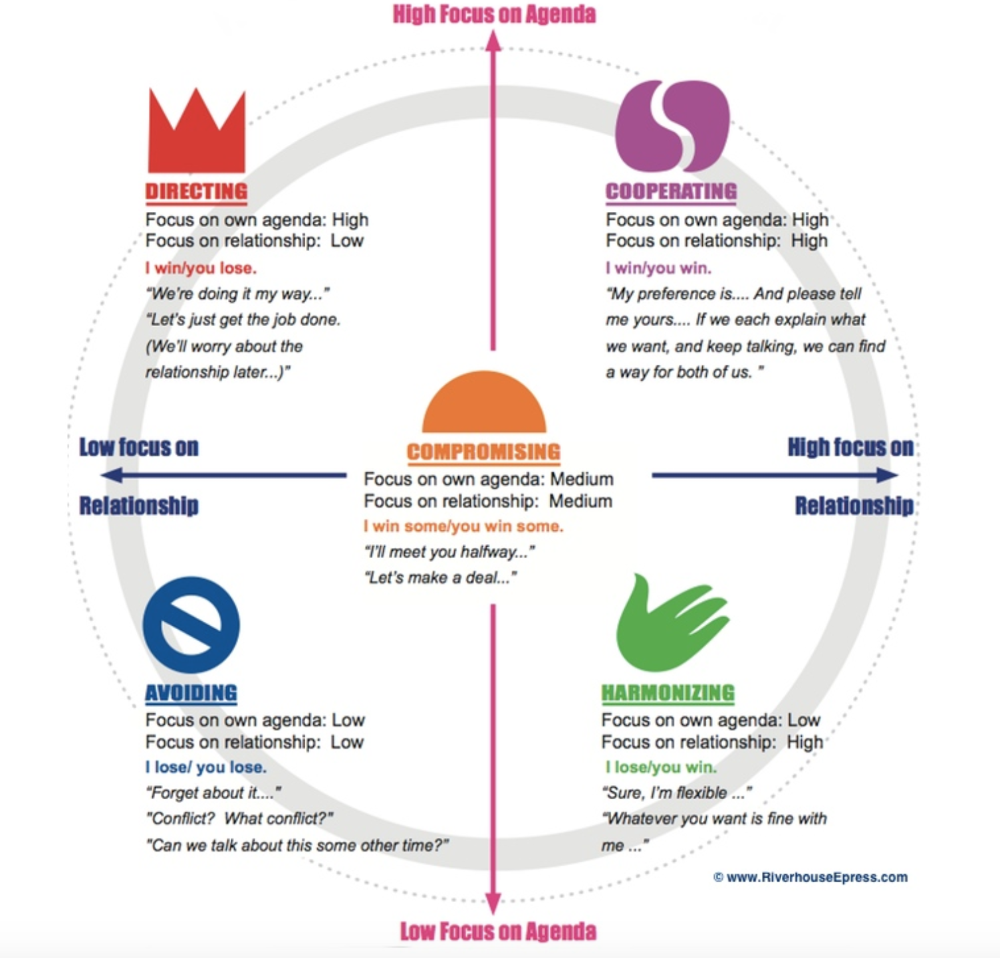 High Focus on Agenda
DIRECTING
Focus on own agenda: High
Focus on relationship:  Low
I win/you lose.
“We’re doing it my way...”
“Let’s just get the job done.
(We’ll worry about the
relationship later...)”
COOPERATING
Focus on own agenda: High
Focus on relationship:  High
I win/you win.
“My preference is.... And please tell
me yours.... If we each explain what
we want, and keep talking, we can find
a way for both of us. ”
Low focus on
Relationship
COMPROMISING
Focus on own agenda: Medium
Focus on relationship:  Medium
I win some/you win some.
“I’ll meet you halfway...”
“Let’s make a deal...”
High focus on
Relationship
AVOIDING
Focus on own agenda: Low
Focus on relationship:  Low
I lose/ you lose.
“Forget about it....”
"Conflict?  What conflict?"
"Can we talk about this some other time?”
HARMONIZING
Focus on own agenda: Low
Focus on relationship:  High
I lose/you win.
“Sure, I’m flexible ...”
“Whatever you want is fine with
me ...”
© www.RiverhouseEpress.com
Low Focus on Agenda